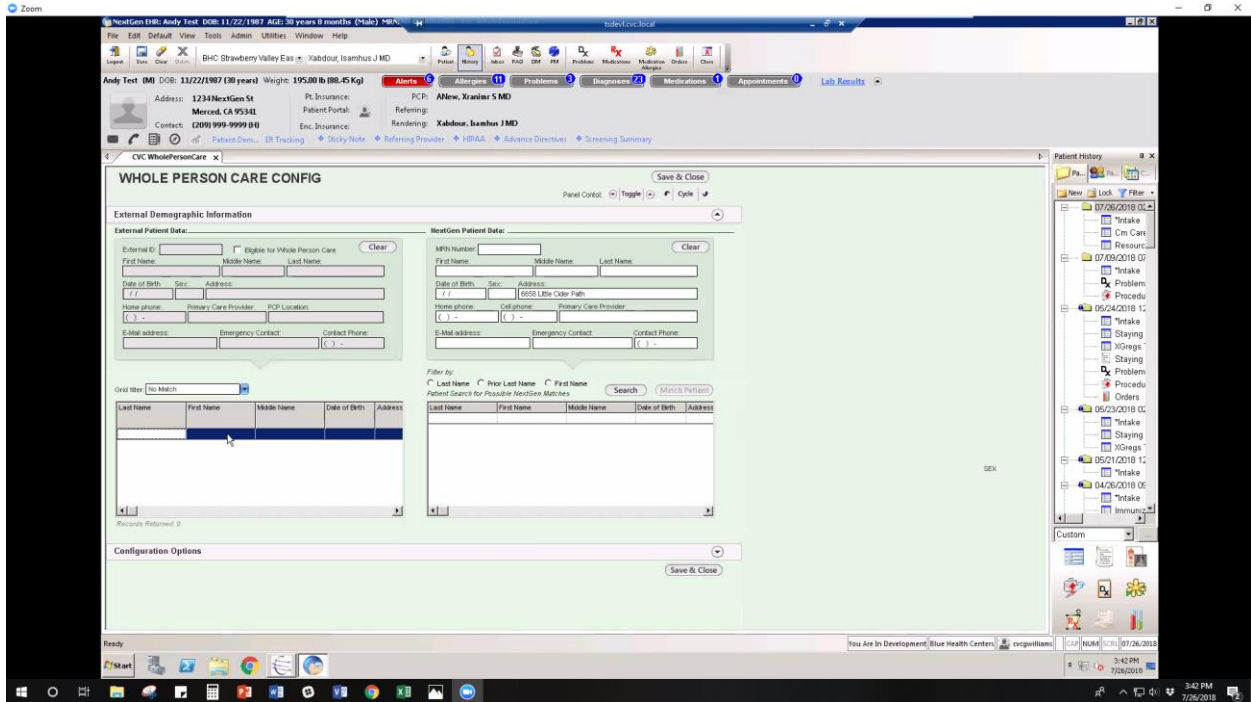 Zoom
NextGen EHR: Andy Test DOB: 11/22/1987 AGE: 30 years 8 months (Male) MRN:
tsdev1.cvc.local
File Edit Default View Tools Admin Utilities Window Help
Logout Save Clear Delete BHC Strawberry Valley Eas Xabdour, Isamhus J MD Patient History Inbox PAQ OM PM Problems Medication Medication Allergies Orders Close
Andy Test (M) DOB: 11/22/1987 (30 years) Weight: 195.00 lb (88.45 Kg) Alerts 6 Allergies 11 Problems 3 Diagnoses 23 Medications 1 Appointments 0 Lab Results
Address: 1234 NextGen St Pt. Insurance: PCP: ANew, Xranimr S MD
Merced, CA 95341 Patient Portal: Referring:
Contact: (209) 999-9999 (H) Enc. Insurance: Rendering: Xabdour, Isamhus J MD
Patient Dem... ER Tracking Sticky Note Referring Provider HIPAA Advance Directives Screening Summary
CVC WholePersonCare x
Patient History
WHOLE PERSON CARE CONFIG
Save & Close
Panel Control: Toggle Cycle
New Lock Filter
External Demographic Information
External Patient Data:
NextGen Patient Data:
External ID: Eligible for Whole Person Care Clear
MRN Number: Clear
First Name: Middle Name: Last Name:
First Name: Middle Name: Last Name:
Date of Birth Sex: Address:
/ /
Date of Birth Sex: Address:
/ / 6658 Little Cider Path
Home phone: Primary Care Provider: PCP Location:
( ) -
Home phone: Cell phone: Primary Care Provider:
( ) - ( ) -
E-Mail address: Emergency Contact: Contact Phone:
( ) -
E-Mail address: Emergency Contact: Contact Phone:
( ) -
Filter by:
Last Name Prior Last Name First Name
Patient Search for Possible NextGen Matches
Search Match Patient
Grid filter: No Match
Last Name First Name Middle Name Date of Birth Address
Last Name First Name Middle Name Date of Birth Address
SEX
Records Returned: 0
Configuration Options
Save & Close
07/26/2018 02
*Intake
Cm Care
Resourc
07/09/2018 07
*Intake
Problem
Procedu
05/24/2018 12
*Intake
Staying
XGregs
Staying
Problem
Procedu
Orders
05/23/2018 02
*Intake
Staying
XGregs
05/21/2018 12
*Intake
04/26/2018 09
*Intake
Immuniz
Custom
Ready
You Are In Development Blue Health Centers cvcgwilliams CAP NUM SCRL 07/26/2018
Start
3:42 PM
7/26/2018
3:42 PM
7/26/2018